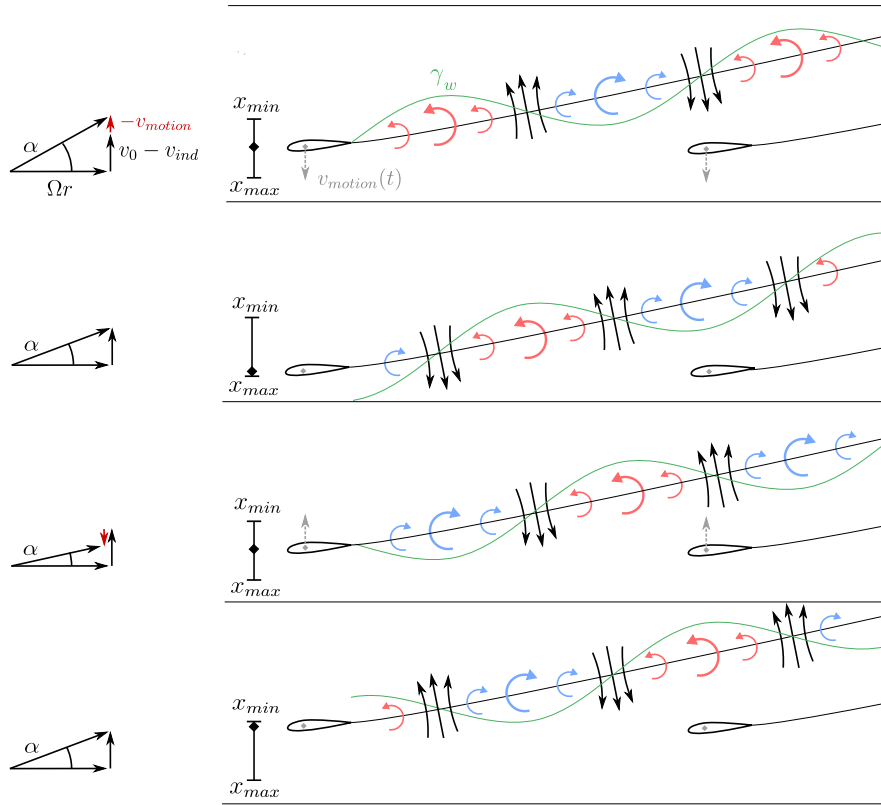 γ_w
x_min
−v_motion
α
v_0 − v_ind
Ωr
x_max
v_motion(t)
x_min
α
x_max
x_min
α
x_max
x_min
α
x_max